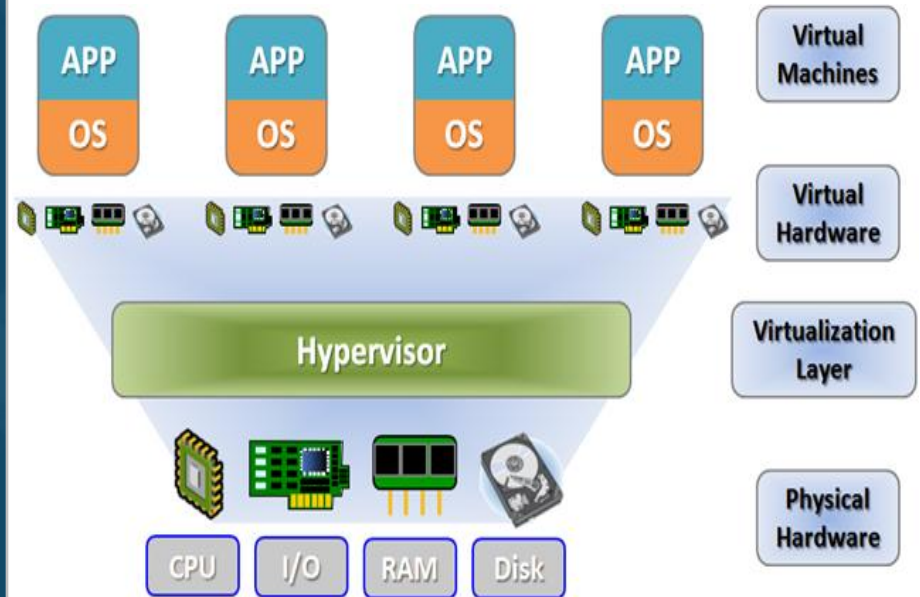 APP APP APP APP
OS OS OS OS
Virtual
Machines
Virtual
Hardware
Hypervisor
Virtualization
Layer
Physical
Hardware
CPU I/O RAM Disk